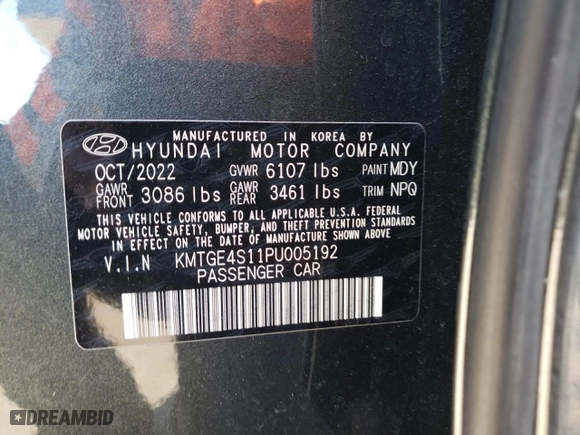 MANUFACTURED IN KOREA BY
HYUNDAI MOTOR COMPANY
OCT/2022 GVWR 6107 lbs PAINT MDY
GAWR FRONT 3086 lbs GAWR REAR 3461 lbs TRIM NPQ
THIS VEHICLE CONFORMS TO ALL APPLICABLE U.S.A. FEDERAL
MOTOR VEHICLE SAFETY, BUMPER, AND THEFT PREVENTION STANDARDS
IN EFFECT ON THE DATE OF MANUFACTURE SHOWN ABOVE.
V.I.N KMTGE4S11PU005192
PASSENGER CAR
DREAMBID